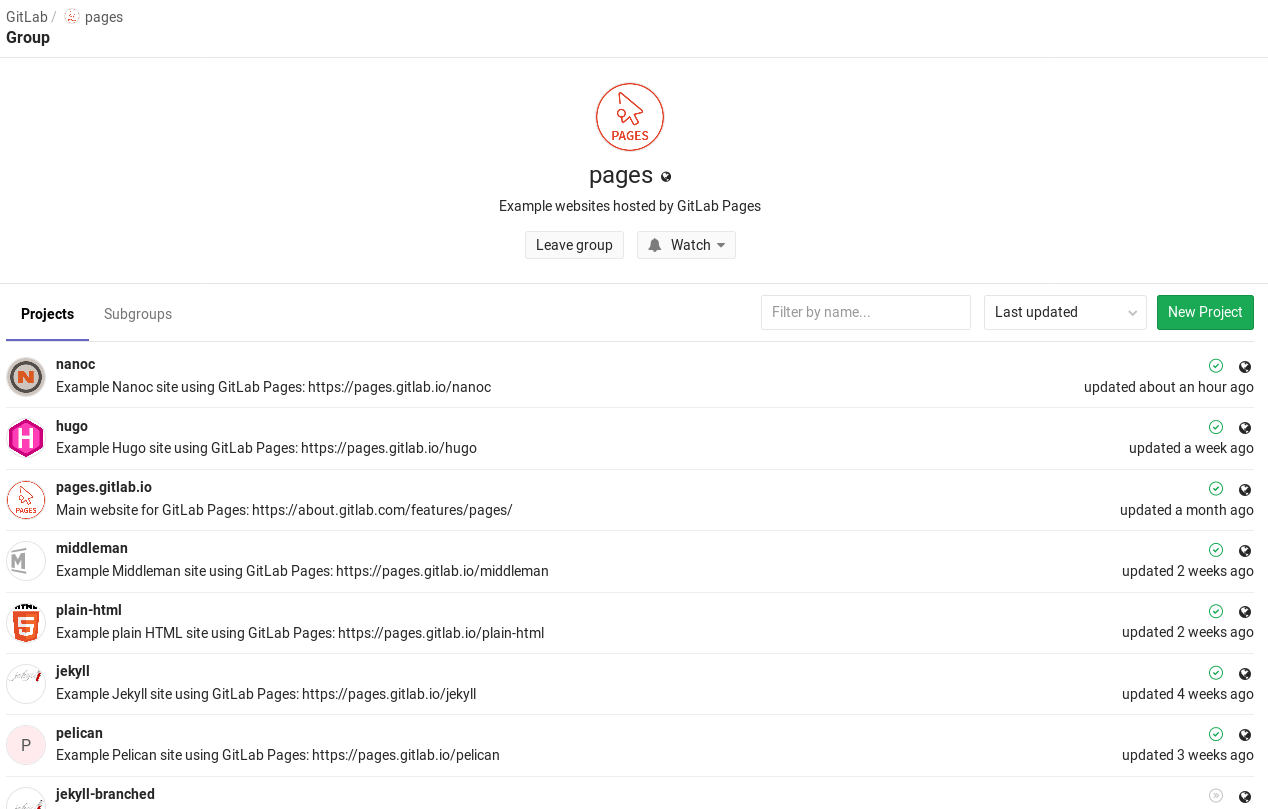 GitLab / pages
Group
PAGES
pages
Example websites hosted by GitLab Pages
Leave group Watch
Projects Subgroups Filter by name... Last updated New Project
N
nanoc
Example Nanoc site using GitLab Pages: https://pages.gitlab.io/nanoc updated about an hour ago
H
hugo
Example Hugo site using GitLab Pages: https://pages.gitlab.io/hugo updated a week ago
PAGES
pages.gitlab.io
Main website for GitLab Pages: https://about.gitlab.com/features/pages/ updated a month ago
M
middleman
Example Middleman site using GitLab Pages: https://pages.gitlab.io/middleman updated 2 weeks ago
HTML
5
plain-html
Example plain HTML site using GitLab Pages: https://pages.gitlab.io/plain-html updated 2 weeks ago
jekyll
Example Jekyll site using GitLab Pages: https://pages.gitlab.io/jekyll updated 4 weeks ago
P
pelican
Example Pelican site using GitLab Pages: https://pages.gitlab.io/pelican updated 3 weeks ago
jekyll-branched